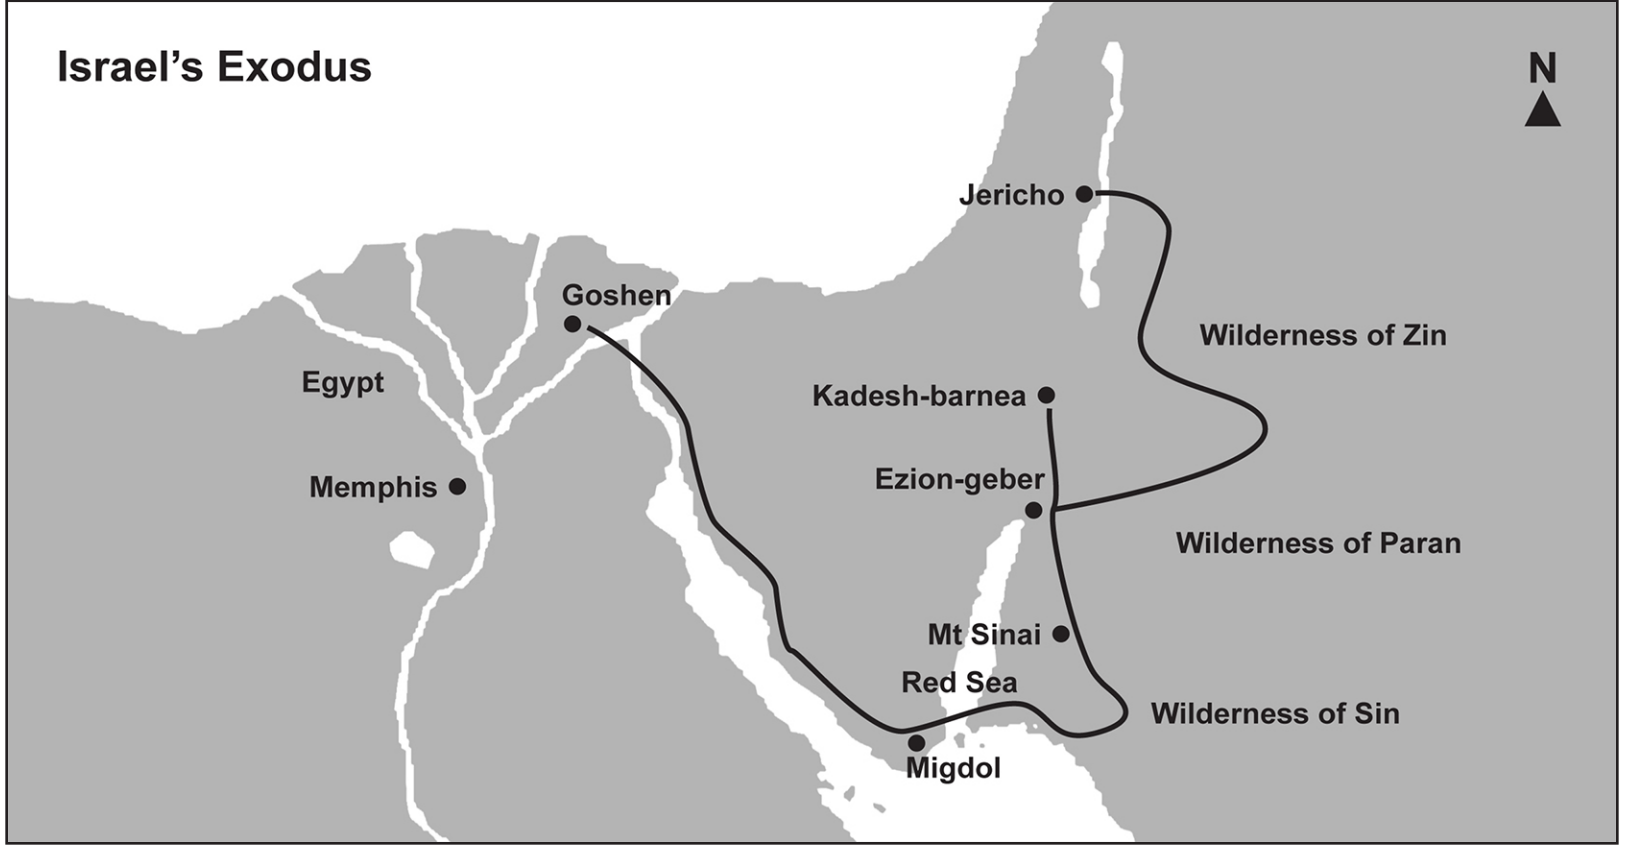 Israel’s Exodus
N
Jericho
Goshen
Wilderness of Zin
Egypt
Kadesh-barnea
Ezion-geber
Memphis
Wilderness of Paran
Mt Sinai
Red Sea
Wilderness of Sin
Migdol